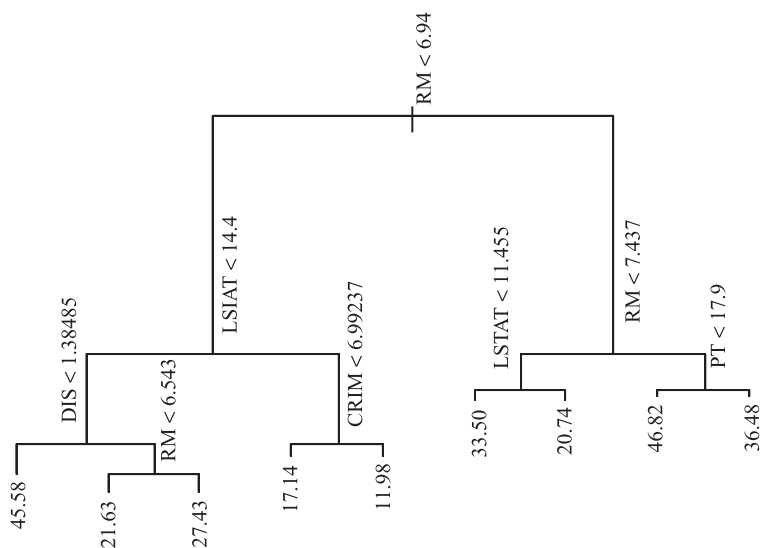 RM < 6.94
LSIAT < 14.4
RM < 7.437
DIS < 1.38485
CRIM < 6.99237
LSTAT < 11.455
PT < 17.9
RM < 6.543
45.58
21.63
27.43
17.14
11.98
33.50
20.74
46.82
36.48